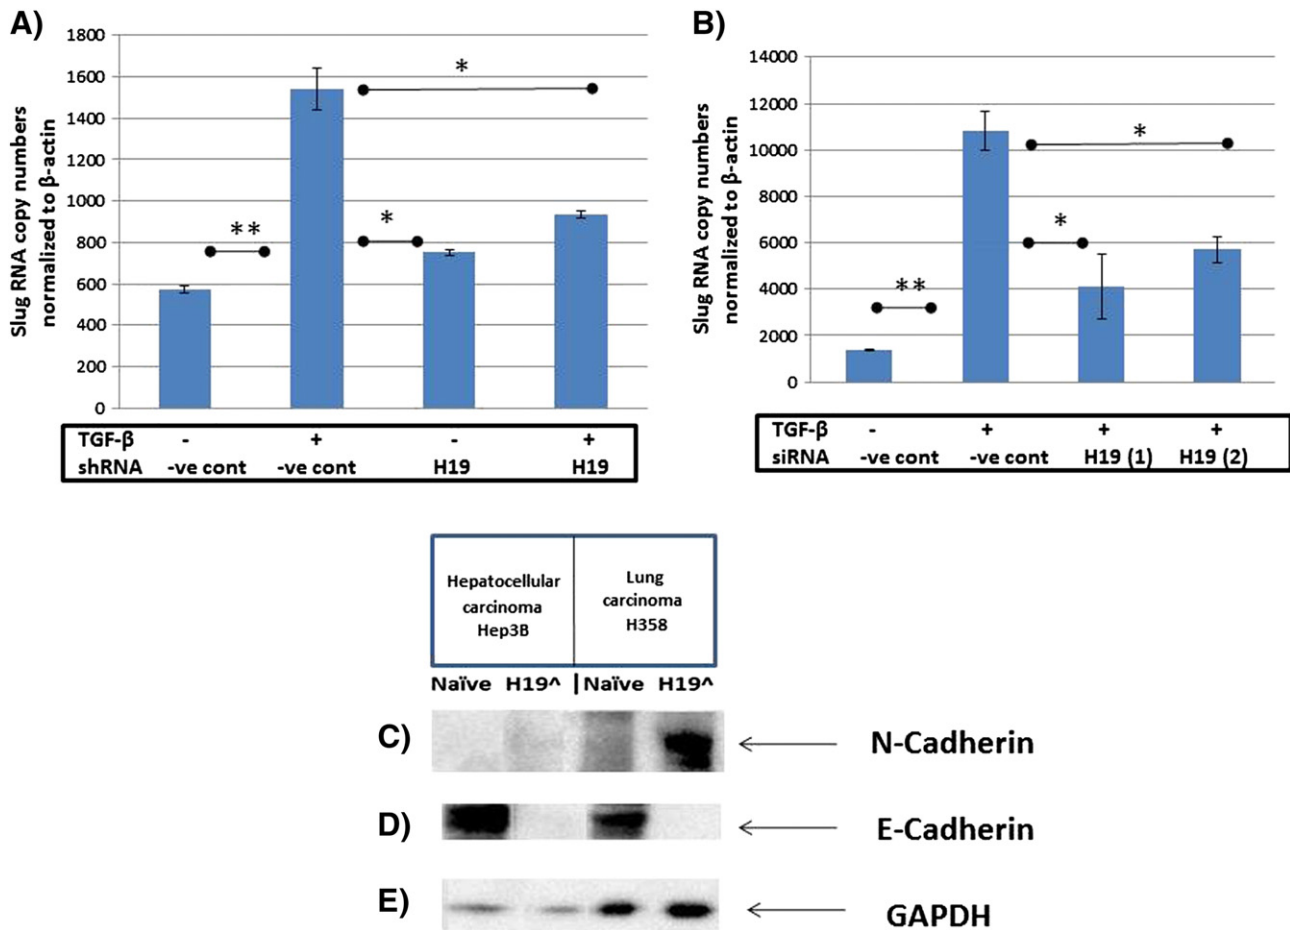 A)
Slug RNA copy numbers
normalized to β-actin
1800
1600
1400
1200
1000
800
600
400
200
0
*
**
*
TGF-β - + - +
shRNA -ve cont -ve cont H19 H19
B)
Slug RNA copy numbers
normalized to β-actin
14000
12000
10000
8000
6000
4000
2000
0
*
*
**
TGF-β - + + +
siRNA -ve cont -ve cont H19 (1) H19 (2)
Hepatocellular
carcinoma
Hep3B
Lung
carcinoma
H358
Naïve H19^ | Naïve H19^
C) N-Cadherin
D) E-Cadherin
E) GAPDH